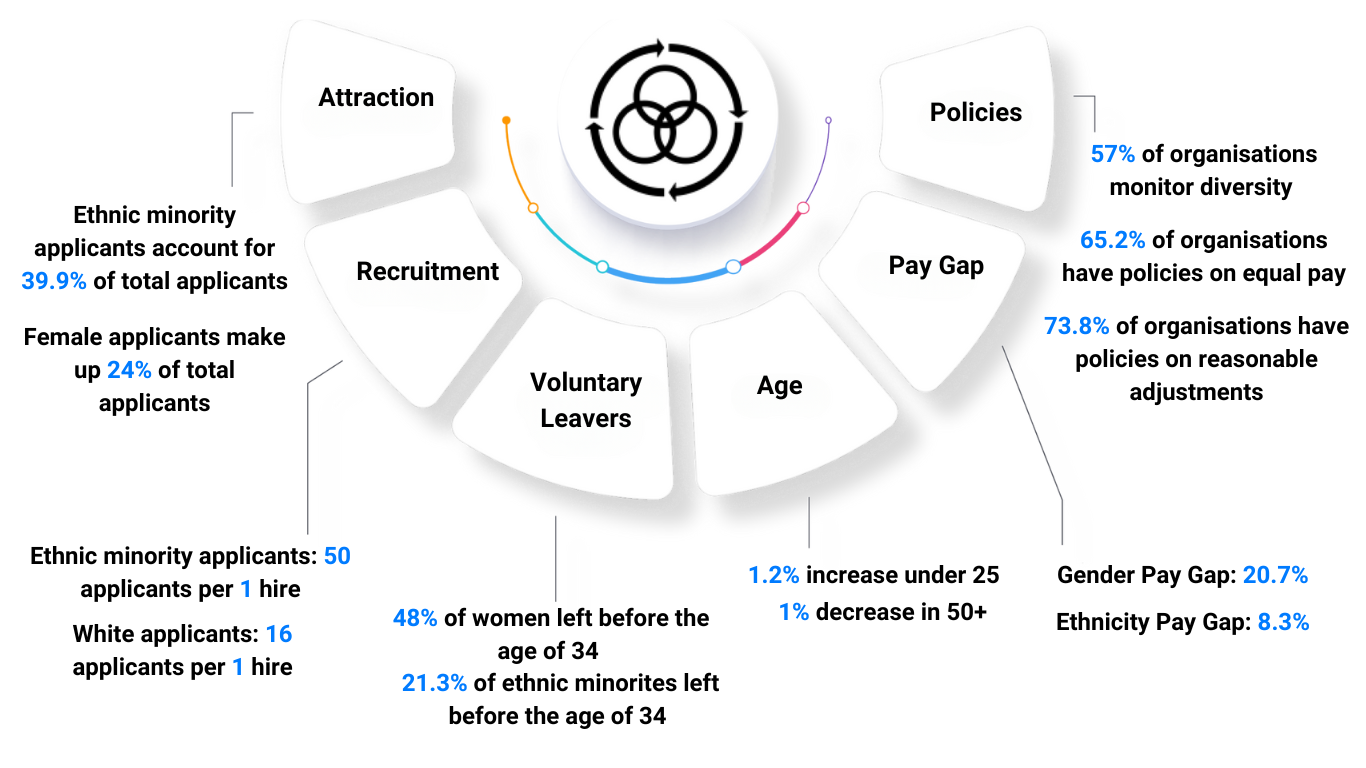 Attraction
Ethnic minority
applicants account for
39.9% of total applicants
Female applicants make
up 24% of total
applicants
Recruitment
Ethnic minority applicants: 50
applicants per 1 hire
White applicants: 16
applicants per 1 hire
Voluntary
Leavers
48% of women left before the
age of 34
21.3% of ethnic minorites left
before the age of 34
Age
1.2% increase under 25
1% decrease in 50+
Pay Gap
Gender Pay Gap: 20.7%
Ethnicity Pay Gap: 8.3%
Policies
57% of organisations
monitor diversity
65.2% of organisations
have policies on equal pay
73.8% of organisations have
policies on reasonable
adjustments